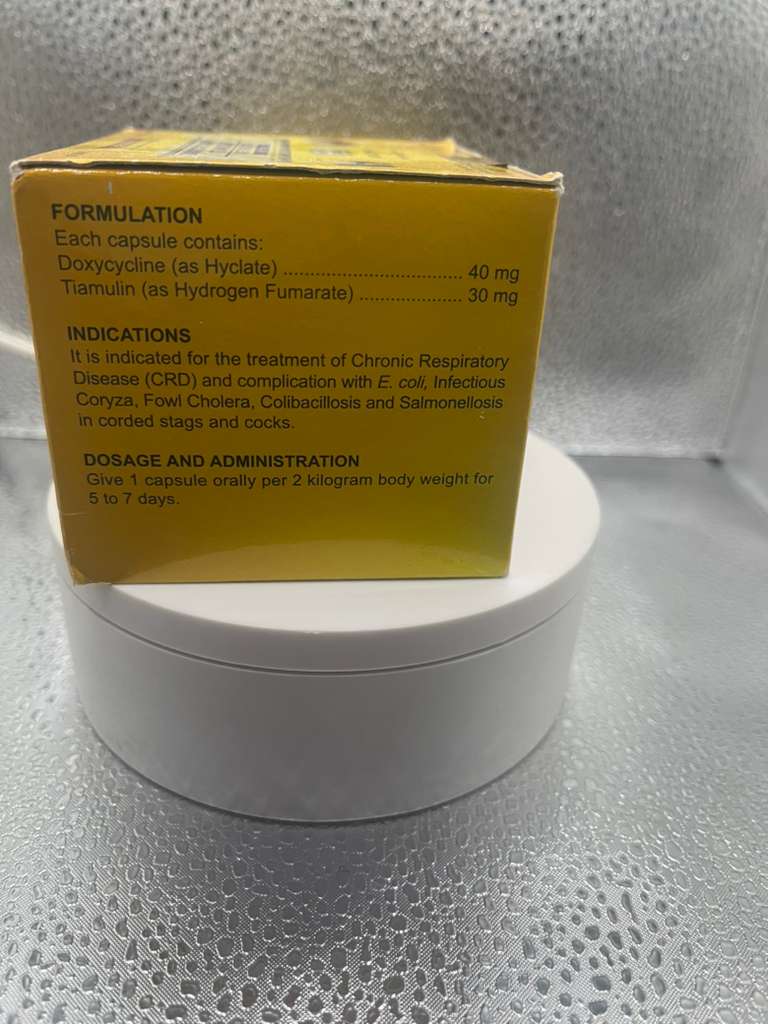 FORMULATION
Each capsule contains:
Doxycycline (as Hyclate) ................................ 40 mg
Tiamulin (as Hydrogen Fumarate) .................. 30 mg
INDICATIONS
It is indicated for the treatment of Chronic Respiratory
Disease (CRD) and complication with E. coli, Infectious
Coryza, Fowl Cholera, Colibacillosis and Salmonellosis
in corded stags and cocks.
DOSAGE AND ADMINISTRATION
Give 1 capsule orally per 2 kilogram body weight for
5 to 7 days.